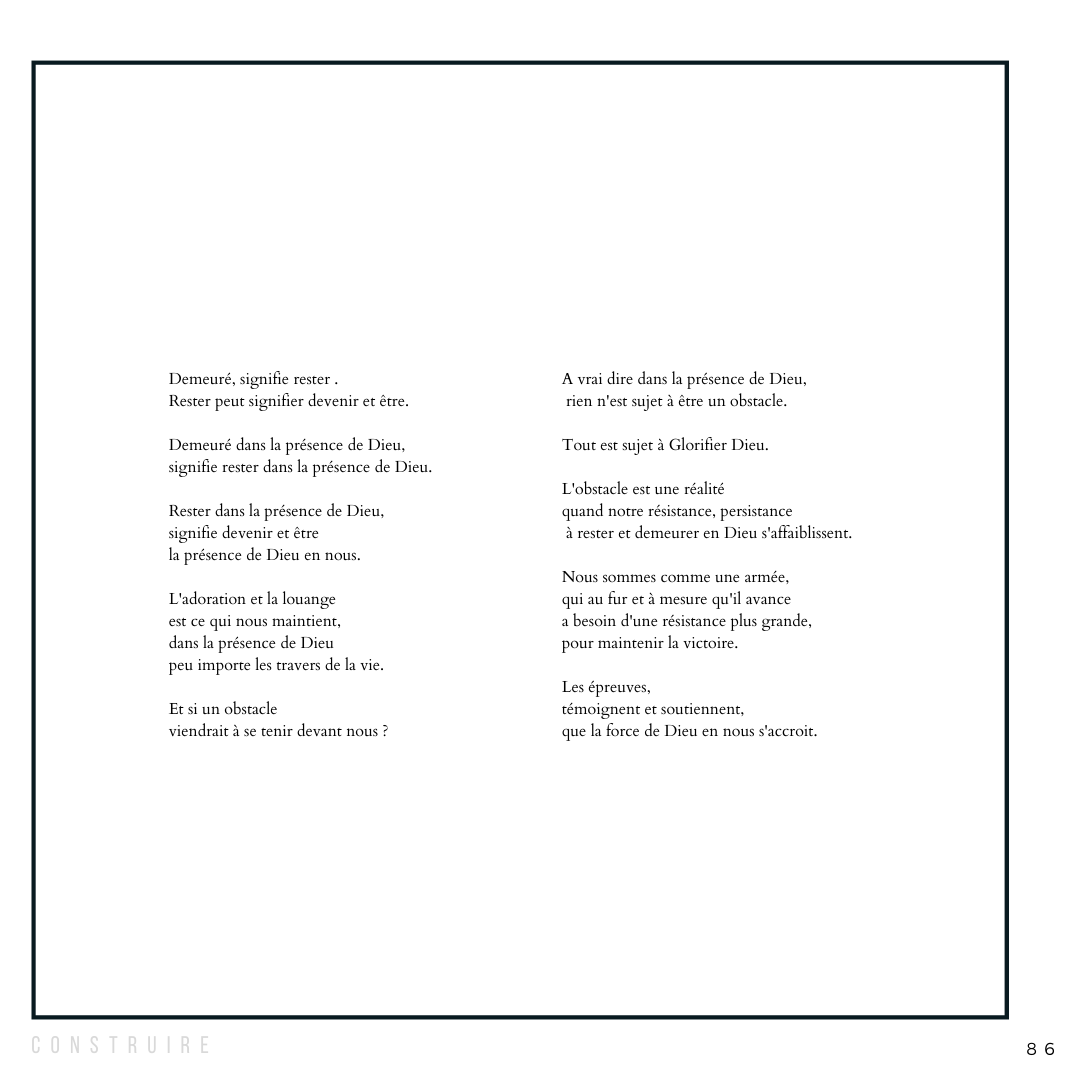 Demeuré, signifie rester .
Rester peut signifier devenir et être.

Demeuré dans la présence de Dieu,
signifie rester dans la présence de Dieu.

Rester dans la présence de Dieu,
signifie devenir et être
la présence de Dieu en nous.

L'adoration et la louange
est ce qui nous maintient,
dans la présence de Dieu
peu importe les travers de la vie.

Et si un obstacle
viendrait à se tenir devant nous ?

A vrai dire dans la présence de Dieu,
rien n'est sujet à être un obstacle.

Tout est sujet à Glorifier Dieu.

L'obstacle est une réalité
quand notre résistance, persistance
à rester et demeurer en Dieu s'affaiblissent.

Nous sommes comme une armée,
qui au fur et à mesure qu'il avance
a besoin d'une résistance plus grande,
pour maintenir la victoire.

Les épreuves,
témoignent et soutiennent,
que la force de Dieu en nous s'accroit.

CONSTRUIRE
86